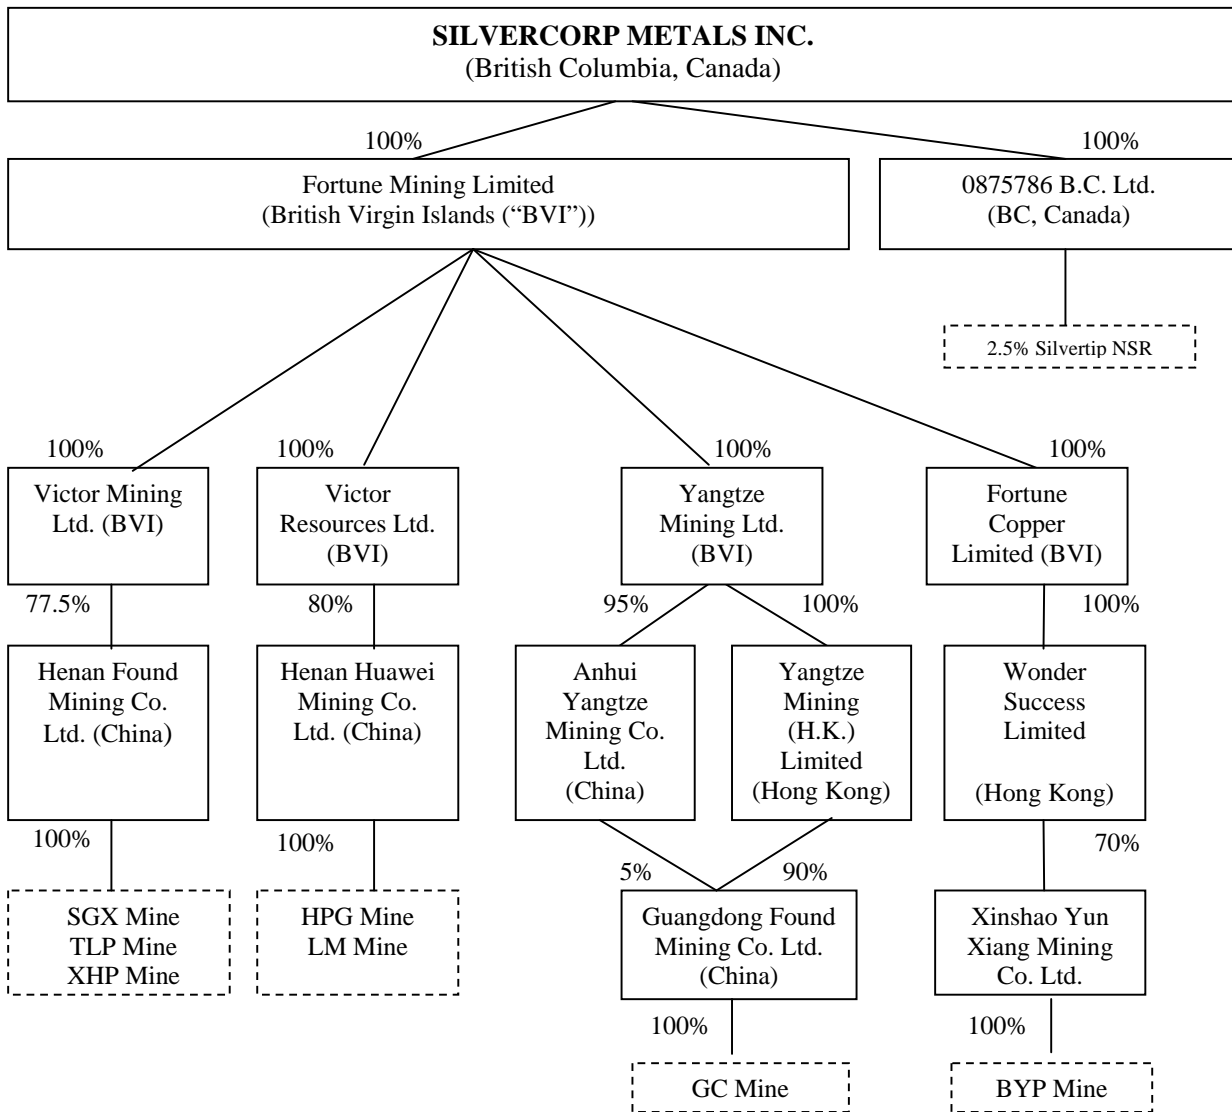 SILVERCORP METALS INC.
(British Columbia, Canada)
100%
100%
Fortune Mining Limited
(British Virgin Islands (“BVI”))
0875786 B.C. Ltd.
(BC, Canada)
2.5% Silvertip NSR
100%
100%
100%
100%
Victor Mining
Ltd. (BVI)
Victor
Resources Ltd.
(BVI)
Yangtze
Mining Ltd.
(BVI)
Fortune
Copper
Limited (BVI)
77.5%
80%
95%
100%
100%
Henan Found
Mining Co.
Ltd. (China)
Henan Huawei
Mining Co.
Ltd. (China)
Anhui
Yangtze
Mining Co.
Ltd.
(China)
Yangtze
Mining
(H.K.)
Limited
(Hong Kong)
Wonder
Success
Limited
(Hong Kong)
100%
100%
5%
90%
70%
SGX Mine
TLP Mine
XHP Mine
HPG Mine
LM Mine
Guangdong Found
Mining Co. Ltd.
(China)
Xinshao Yun
Xiang Mining
Co. Ltd.
100%
100%
GC Mine
BYP Mine